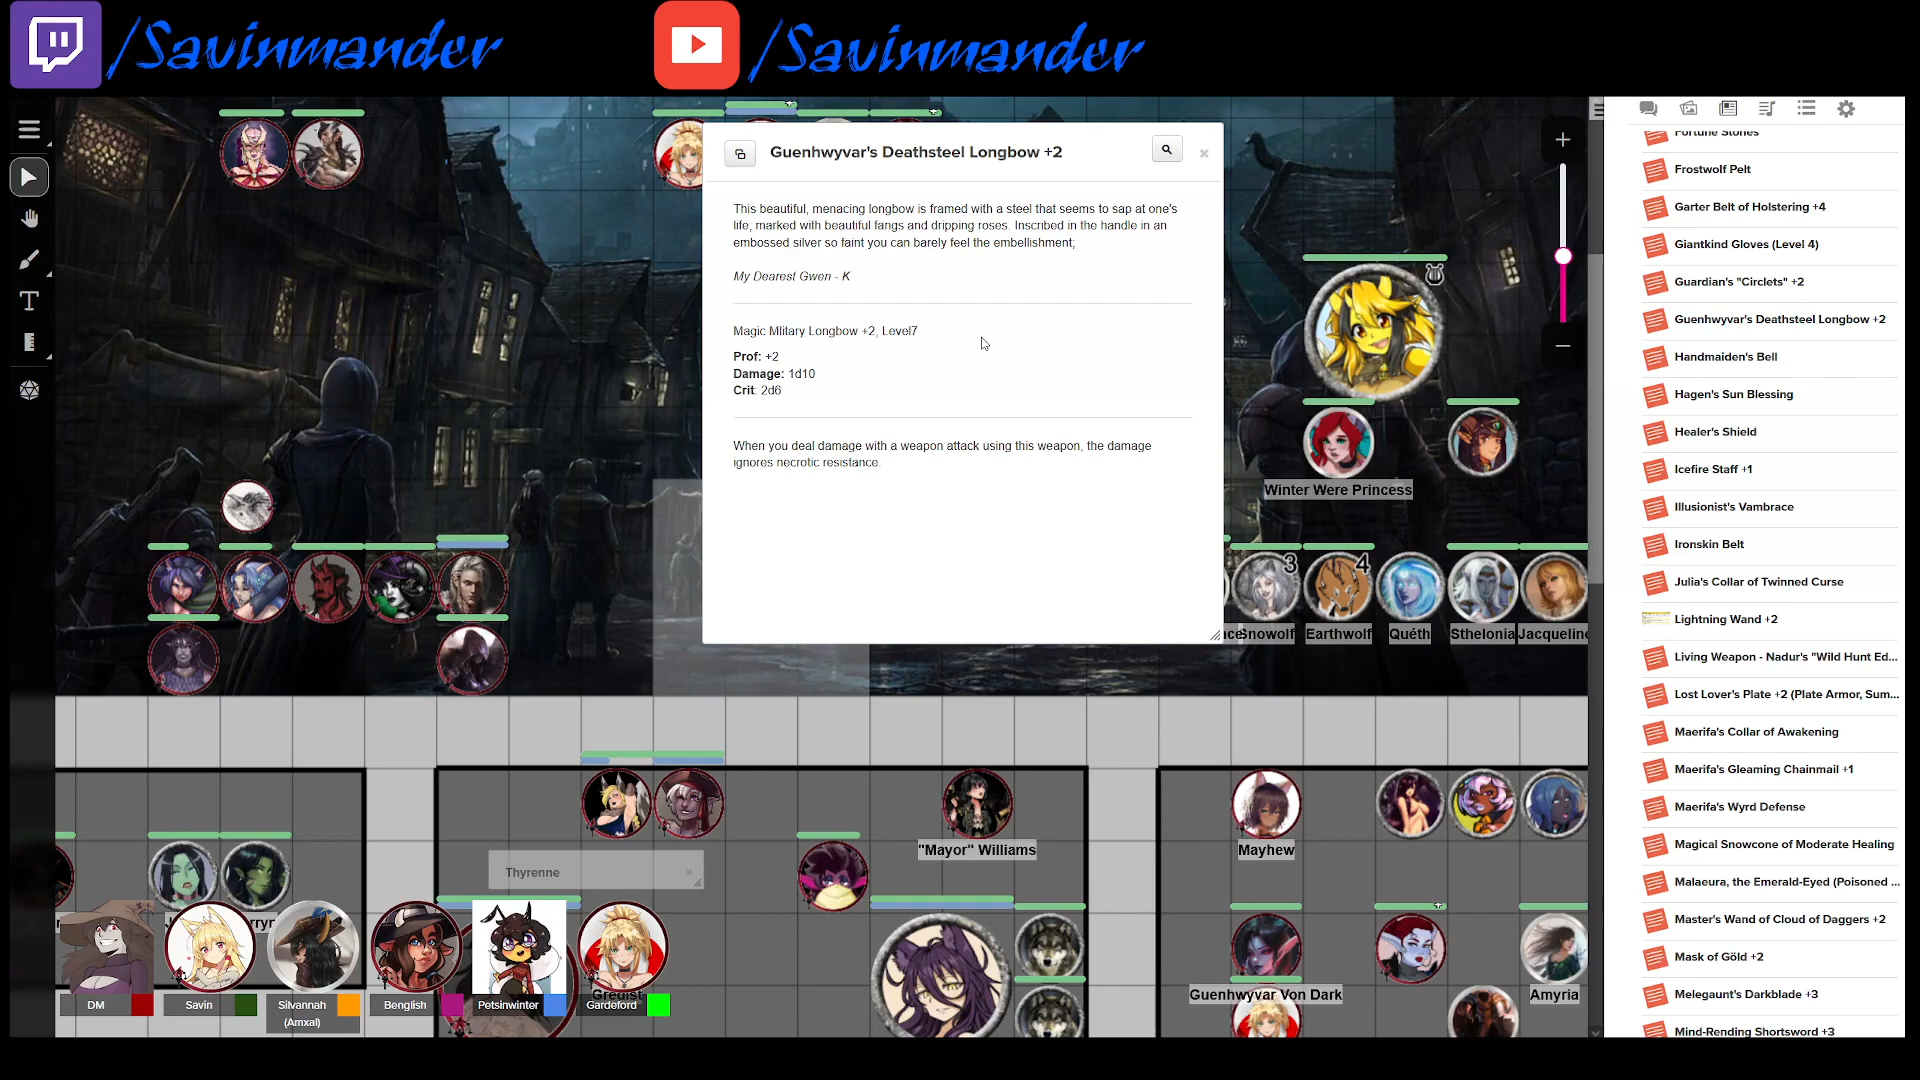 /Savinmander
/Savinmander
Guenhwyvar's Deathsteel Longbow +2
This beautiful, menacing longbow is framed with a steel that seems to sap at one's
life, marked with beautiful fangs and dripping roses. Inscribed in the handle in an
embossed silver so faint you can barely feel the embellishment;
My Dearest Gwen - K
Magic MIitary Longbow +2, Level7
Prof: +2
Damage: 1d10
Crit: 2d6
When you deal damage with a weapon attack using this weapon, the damage
ignores necrotic resistance.
Winter Were Princess
3
4
Snowolf
Earthwolf
Quéth
Sthelonia
Jacqueline
Thyrenne
"Mayor" Williams
Mayhew
Guenhwyvar Von Dark
Amyria
DM
Savin
Silvannah
(Amxal)
Benglish
Petsinwinter
Gardeford
Fortune Stones
Frostwolf Pelt
Garter Belt of Holstering +4
Giantkind Gloves (Level 4)
Guardian's "Circlets" +2
Guenhwyvar's Deathsteel Longbow +2
Handmaiden's Bell
Hagen's Sun Blessing
Healer's Shield
Icefire Staff +1
Illusionist's Vambrace
Ironskin Belt
Julia's Collar of Twinned Curse
Lightning Wand +2
Living Weapon - Nadur's "Wild Hunt Ed...
Lost Lover's Plate +2 (Plate Armor, Sum...
Maerifa's Collar of Awakening
Maerifa's Gleaming Chainmail +1
Maerifa's Wyrd Defense
Magical Snowcone of Moderate Healing
Malaeura, the Emerald-Eyed (Poisoned ...
Master's Wand of Cloud of Daggers +2
Mask of Göld +2
Melegaunt's Darkblade +3
Mind-Rending Shortsword +3